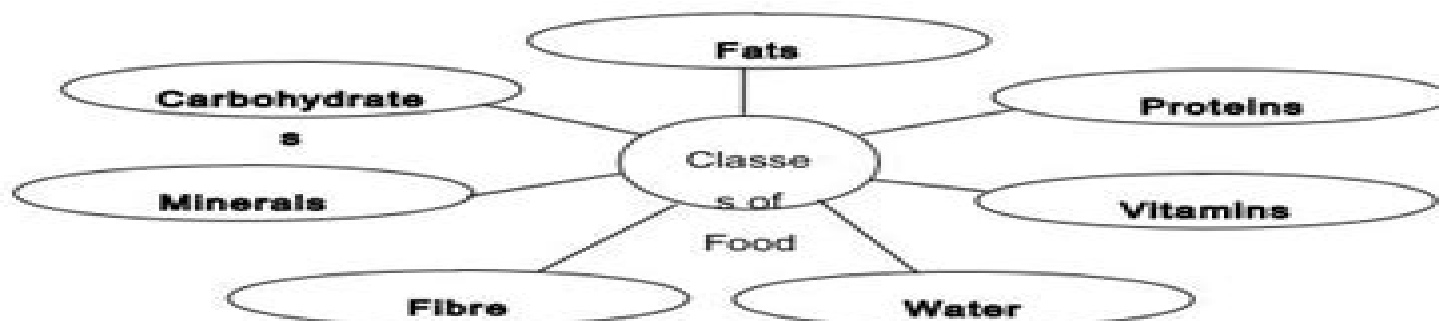 Fats
Carbohydrate
s
Proteins
Classe
s of
Food
Minerals
Vitamins
Fibre
Water